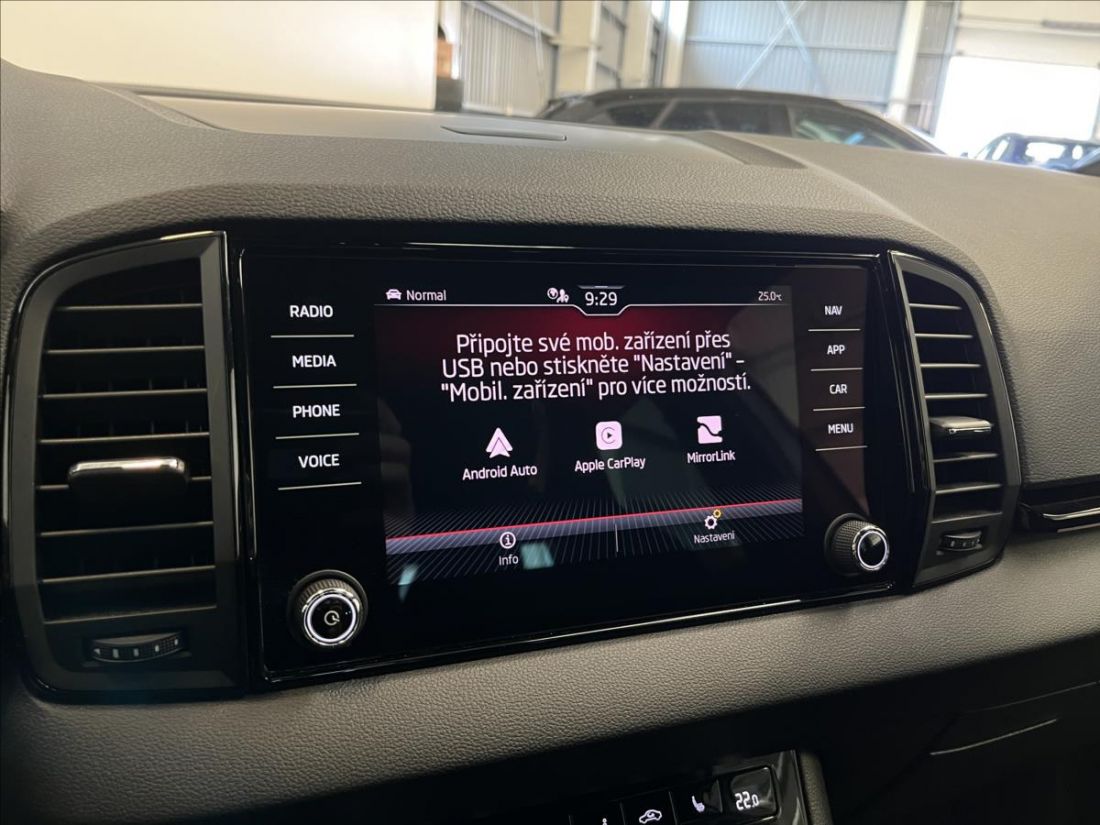 Normal
9:29
25.0°C
RADIO
MEDIA
PHONE
VOICE
Připojte své mob. zařízení přes
USB nebo stiskněte "Nastavení" -
"Mobil. zařízení" pro více možností.
Android Auto
Apple CarPlay
MirrorLink
Info
Nastavení
NAV
APP
CAR
MENU
22.0